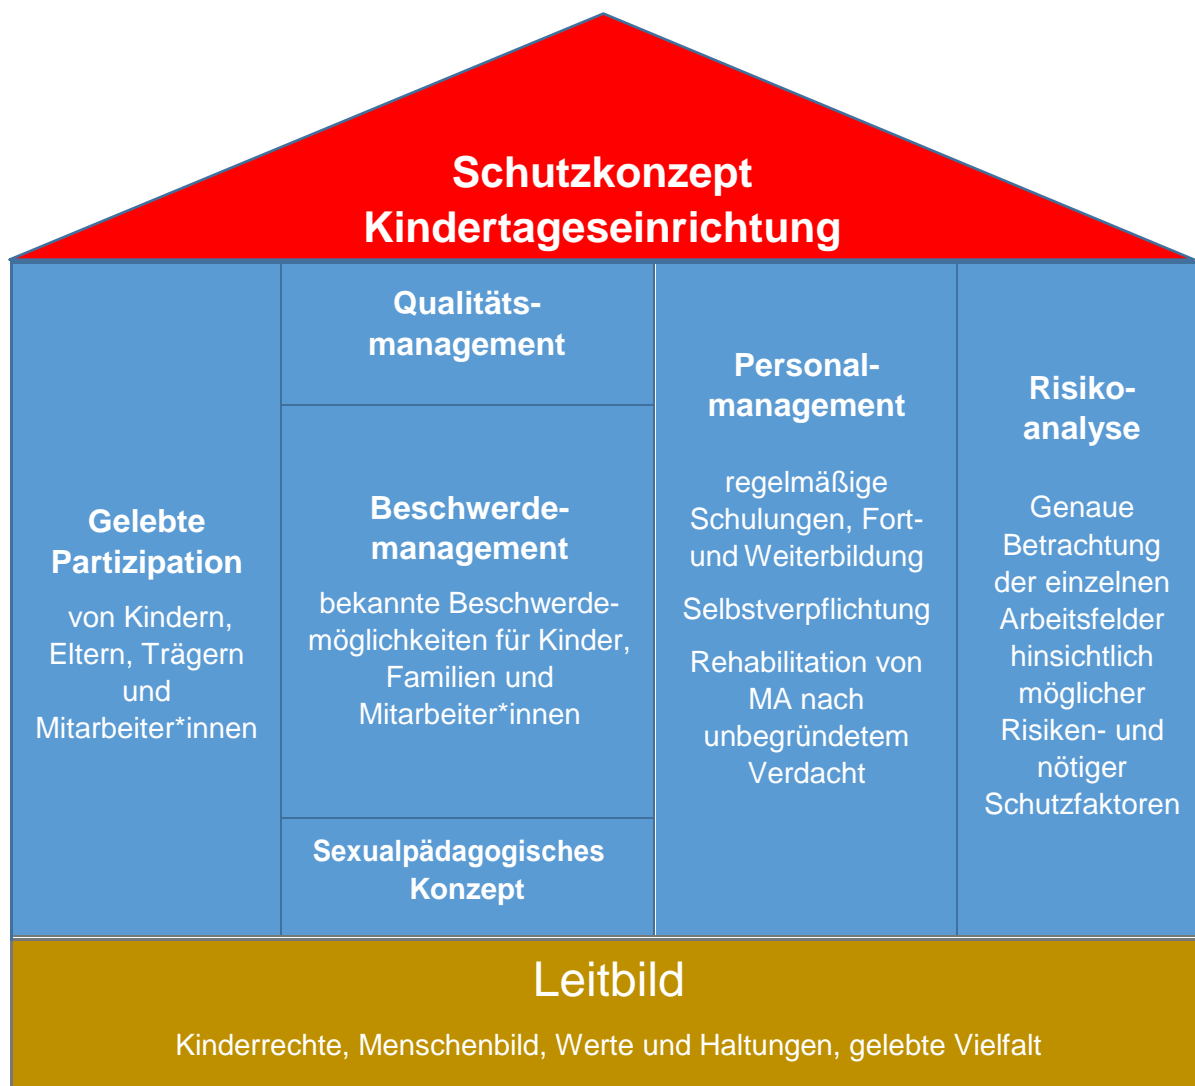 Schutzkonzept
Kindertageseinrichtung
Gelebte
Partizipation
von Kindern,
Eltern, Trägern
und
Mitarbeiter*innen
Qualitäts-
management
Beschwerde-
management
bekannte Beschwerde-
möglichkeiten für Kinder,
Familien und
Mitarbeiter*innen
Sexualpädagogisches
Konzept
Personal-
management
regelmäßige
Schulungen, Fort-
und Weiterbildung
Selbstverpflichtung
Rehabilitation von
MA nach
unbegründetem
Verdacht
Risiko-
analyse
Genaue
Betrachtung
der einzelnen
Arbeitsfelder
hinsichtlich
möglicher
Risiken- und
nötiger
Schutzfaktoren
Leitbild
Kinderrechte, Menschenbild, Werte und Haltungen, gelebte Vielfalt